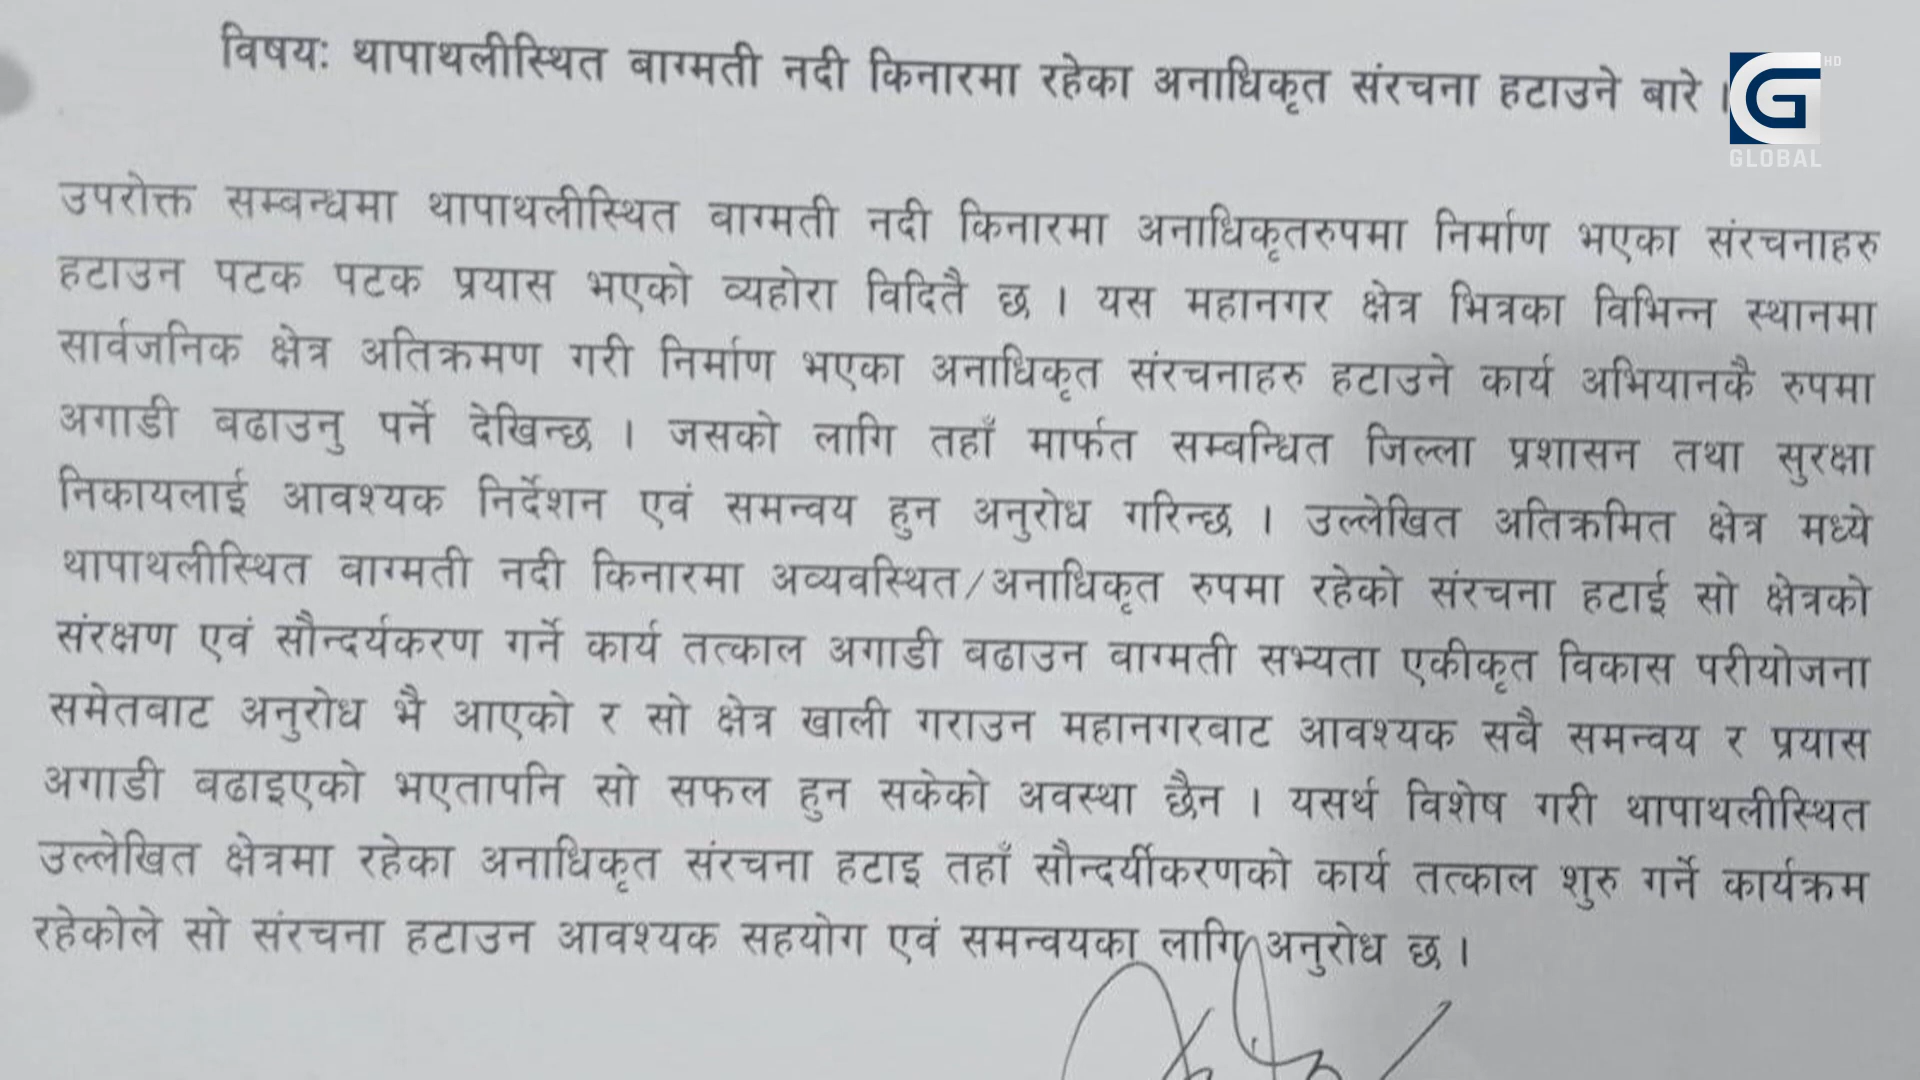 विषय: थापाथलीस्थित बाग्मती नदी किनारमा रहेका अनाधिकृत संरचना हटाउने बारे ।
HD
GLOBAL
उपरोक्त सम्बन्धमा थापाथलीस्थित बाग्मती नदी किनारमा अनाधिकृतरुपमा निर्माण भएका संरचनाहरु
हटाउन पटक पटक प्रयास भएको व्यहोरा विदितै छ । यस महानगर क्षेत्र भित्रका विभिन्न स्थानमा
सार्वजनिक क्षेत्र अतिक्रमण गरी निर्माण भएका अनाधिकृत संरचनाहरु हटाउने कार्य अभियानकै रुपमा
अगाडी बढाउनु पर्ने देखिन्छ । जसको लागि तहाँ मार्फत सम्बन्धित जिल्ला प्रशासन तथा सुरक्षा
निकायलाई आवश्यक निर्देशन एवं समन्वय हुन अनुरोध गरिन्छ । उल्लेखित अतिक्रमित क्षेत्र मध्ये
थापाथलीस्थित बाग्मती नदी किनारमा अव्यवस्थित/अनाधिकृत रुपमा रहेको संरचना हटाई सो क्षेत्रको
संरक्षण एवं सौन्दर्यकरण गर्ने कार्य तत्काल अगाडी बढाउन बाग्मती सभ्यता एकीकृत विकास परीयोजना
समेतबाट अनुरोध भै आएको र सो क्षेत्र खाली गराउन महानगरबाट आवश्यक सबै समन्वय र प्रयास
अगाडी बढाइएको भएतापनि सो सफल हुन सकेको अवस्था छैन । यसर्थ विशेष गरी थापाथलीस्थित
उल्लेखित क्षेत्रमा रहेका अनाधिकृत संरचना हटाइ तहाँ सौन्दर्यीकरणको कार्य तत्काल शुरु गर्ने कार्यक्रम
रहेकोले सो संरचना हटाउन आवश्यक सहयोग एवं समन्वयका लागि अनुरोध छ ।